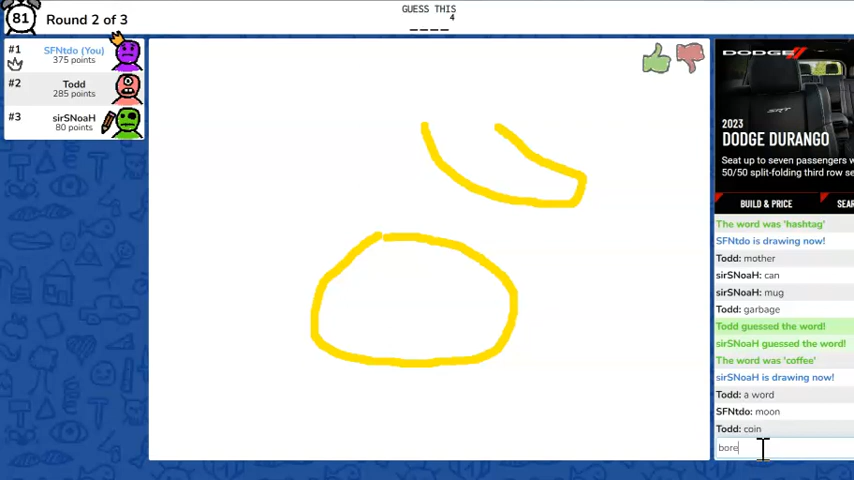 81
Round 2 of 3
GUESS THIS
____ 4
#1
SFNtdo (You)
375 points
#2
Todd
285 points
#3
sirSNoaH
80 points
DODGE
SRT
2023
DODGE DURANGO
Seat up to seven passengers w
50/50 split-folding third row se
BUILD & PRICE
SEAR
The word was 'hashtag'
SFNtdo is drawing now!
Todd: mother
sirSNoaH: can
sirSNoaH: mug
Todd: garbage
Todd guessed the word!
sirSNoaH guessed the word!
The word was 'coffee'
sirSNoaH is drawing now!
Todd: a word
SFNtdo: moon
Todd: coin
bore